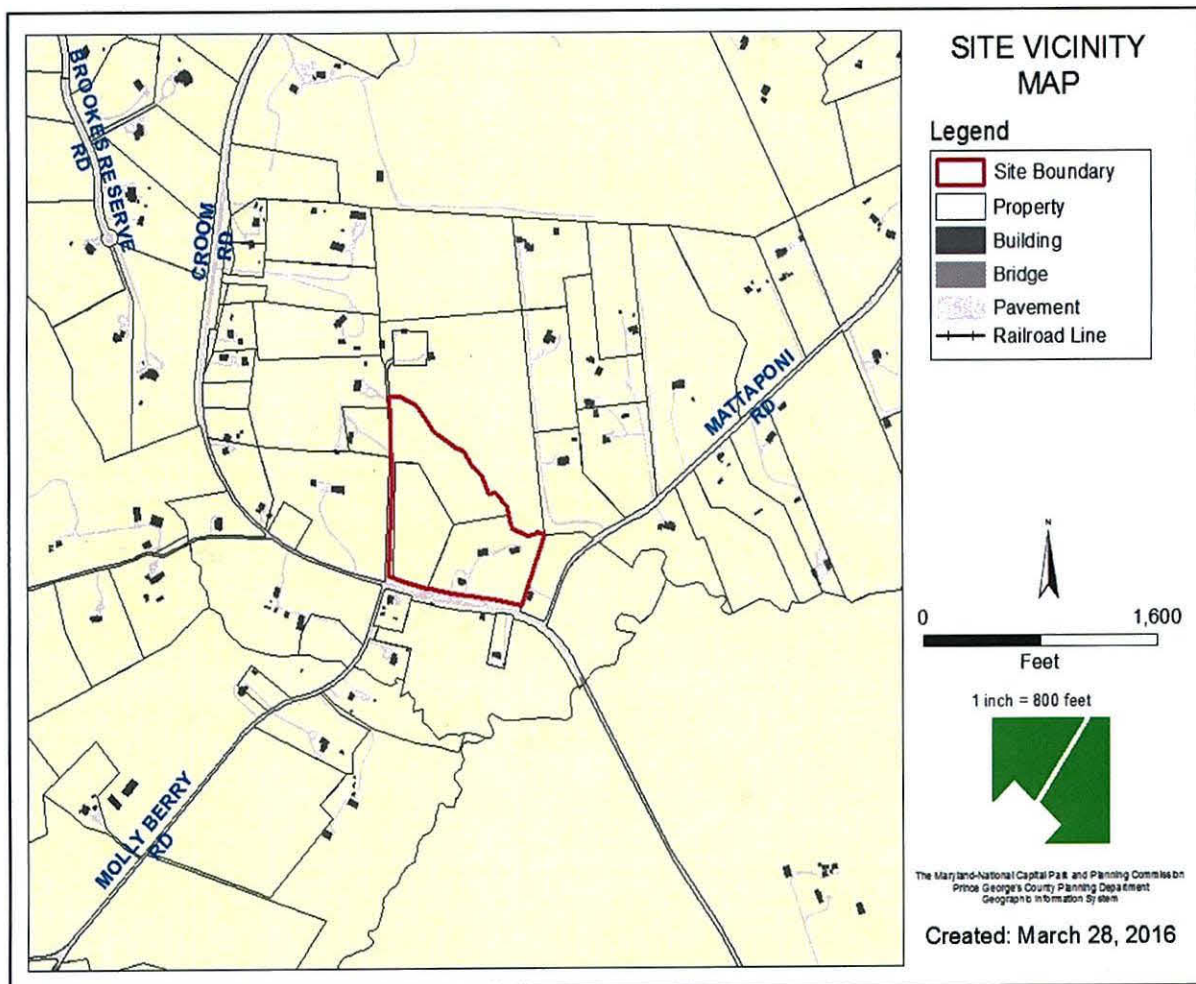 SITE VICINITY
MAP
Legend
Site Boundary
Property
Building
Bridge
Pavement
Railroad Line
BROOKES RESERVE
RD
CROOM
RD
MATTAPONI
RD
MOLLY BERRY
RD
N
0 1,600
Feet
1 inch = 800 feet
The Maryland-National Capital Park and Planning Commission
Prince George's County Planning Department
Geographic Information System
Created: March 28, 2016